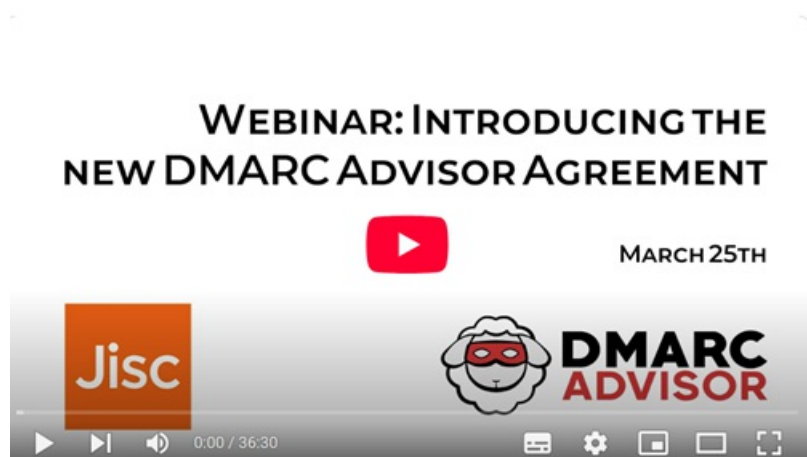 WEBINAR: INTRODUCING THE
NEW DMARC ADVISOR AGREEMENT
MARCH 25TH
Jisc
DMARC
ADVISOR
0:00 / 36:30